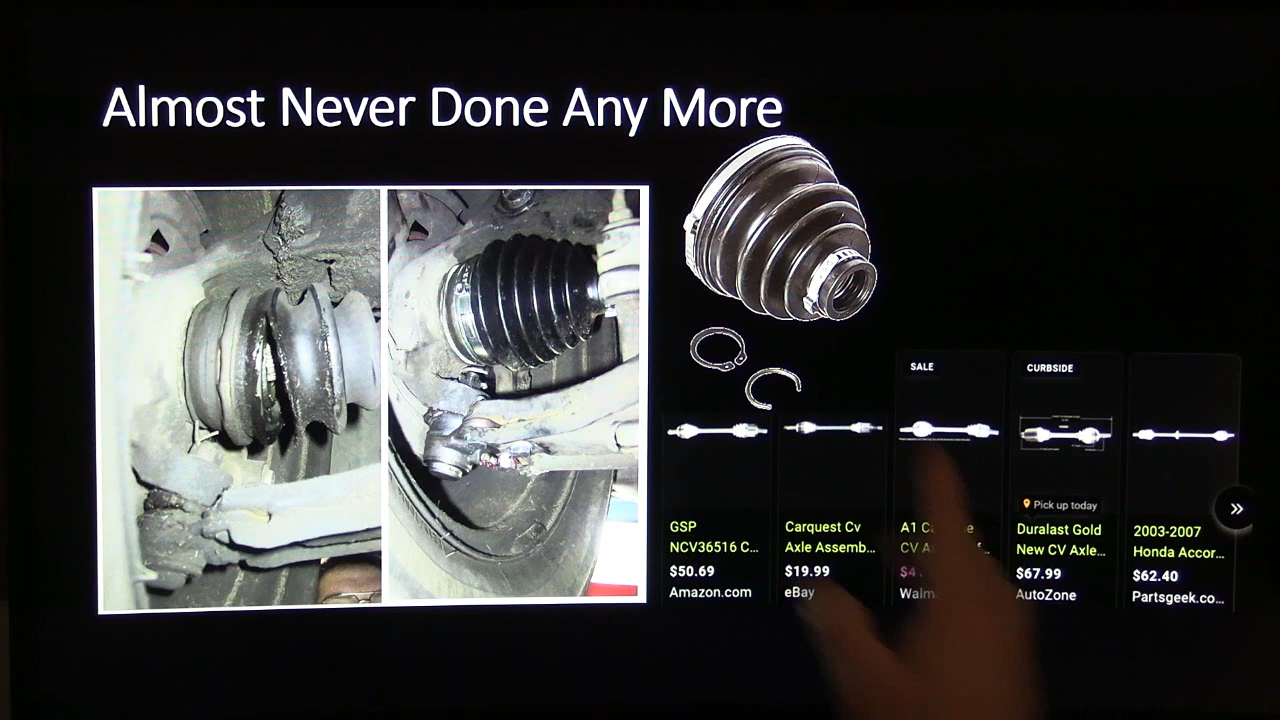 Almost Never Done Any More
SALE
CURBSIDE
Pick up today
GSP
NCV36516 C...
$50.69
Amazon.com
Carquest Cv
Axle Assemb...
$19.99
eBay
A1
CV
Duralast Gold
New CV Axle...
$67.99
AutoZone
2003-2007
Honda Accor...
$62.40
Partsgeek.co...